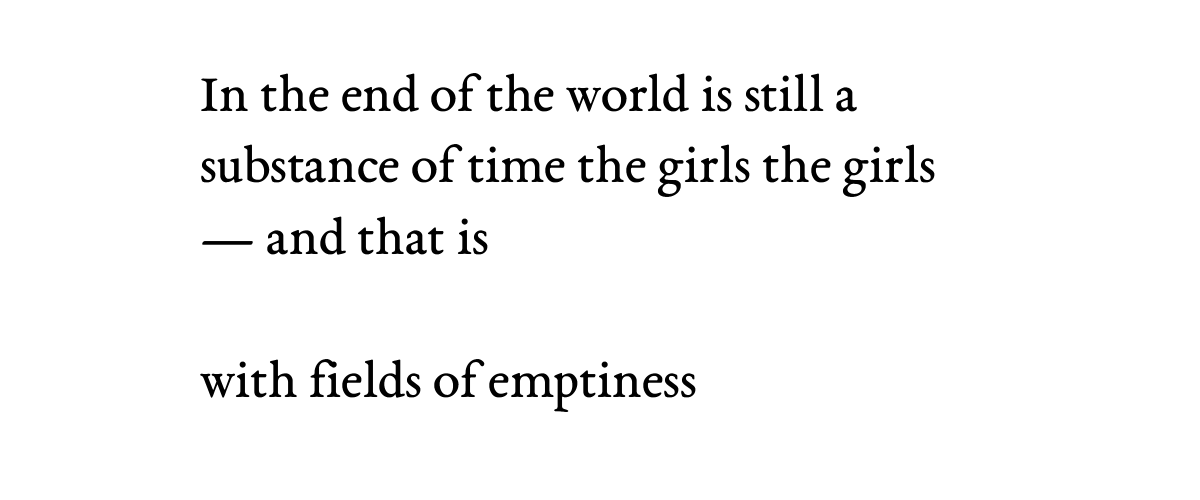 In the end of the world is still a
substance of time the girls the girls
— and that is

with fields of emptiness